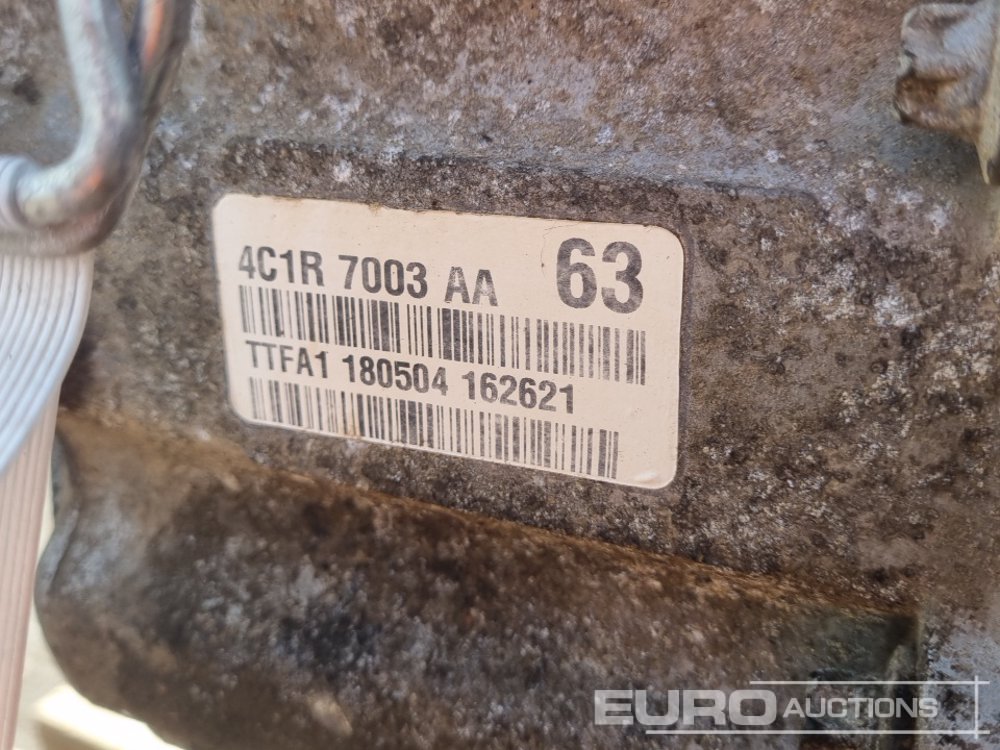 4C1R 7003 AA 63
TTFA1 180504 162621
EURO AUCTIONS